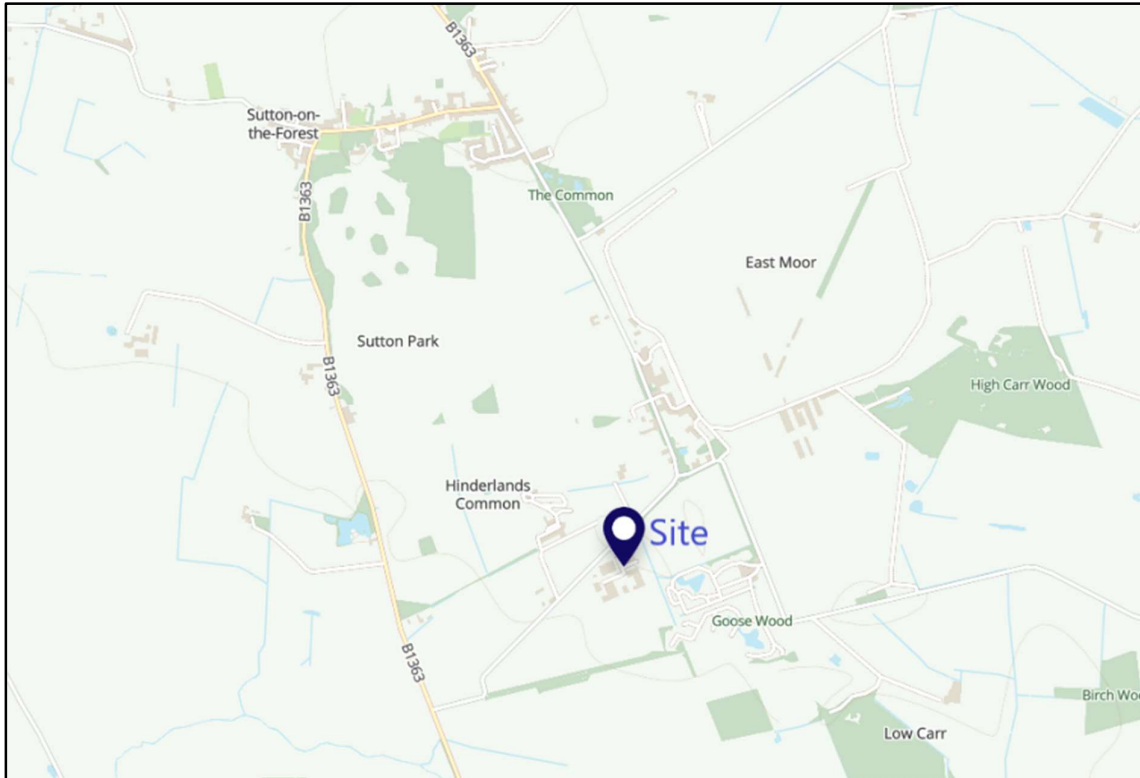 B1363
Sutton-on-
the-Forest
B1363
The Common
East Moor
Sutton Park
B1363
High Carr Wood
Hinderlands
Common
Site
Goose Wood
B1363
Birch Woo
Low Carr